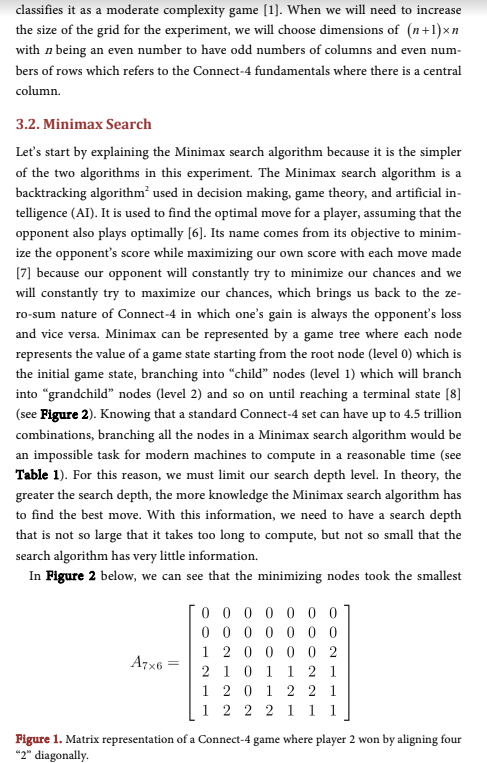 classifies it as a moderate complexity game [1]. When we will need to increase
the size of the grid for the experiment, we will choose dimensions of (n+1)×n
with n being an even number to have odd numbers of columns and even num-
bers of rows which refers to the Connect-4 fundamentals where there is a central
column.
3.2. Minimax Search
Let's start by explaining the Minimax search algorithm because it is the simpler
of the two algorithms in this experiment. The Minimax search algorithm is a
backtracking algorithm² used in decision making, game theory, and artificial in-
telligence (AI). It is used to find the optimal move for a player, assuming that the
opponent also plays optimally [6]. Its name comes from its objective to minim-
ize the opponent's score while maximizing our own score with each move made
[7] because our opponent will constantly try to minimize our chances and we
will constantly try to maximize our chances, which brings us back to the ze-
ro-sum nature of Connect-4 in which one's gain is always the opponent's loss
and vice versa. Minimax can be represented by a game tree where each node
represents the value of a game state starting from the root node (level 0) which is
the initial game state, branching into "child" nodes (level 1) which will branch
into "grandchild" nodes (level 2) and so on until reaching a terminal state [8]
(see Figure 2). Knowing that a standard Connect-4 set can have up to 4.5 trillion
combinations, branching all the nodes in a Minimax search algorithm would be
an impossible task for modern machines to compute in a reasonable time (see
Table 1). For this reason, we must limit our search depth level. In theory, the
greater the search depth, the more knowledge the Minimax search algorithm has
to find the best move. With this information, we need to have a search depth
that is not so large that it takes too long to compute, but not so small that the
search algorithm has very little information.
In Figure 2 below, we can see that the minimizing nodes took the smallest
0 0 0 0 0 0 0
0 0 0 0 0 0 0
1 2 0 0 0 0 2
A7×6 =
2 1 0 1 1 2 1
1 2 0 1 2 2 1
1 2 2 2 1 1 1
Figure 1. Matrix representation of a Connect-4 game where player 2 won by aligning four
"2" diagonally.